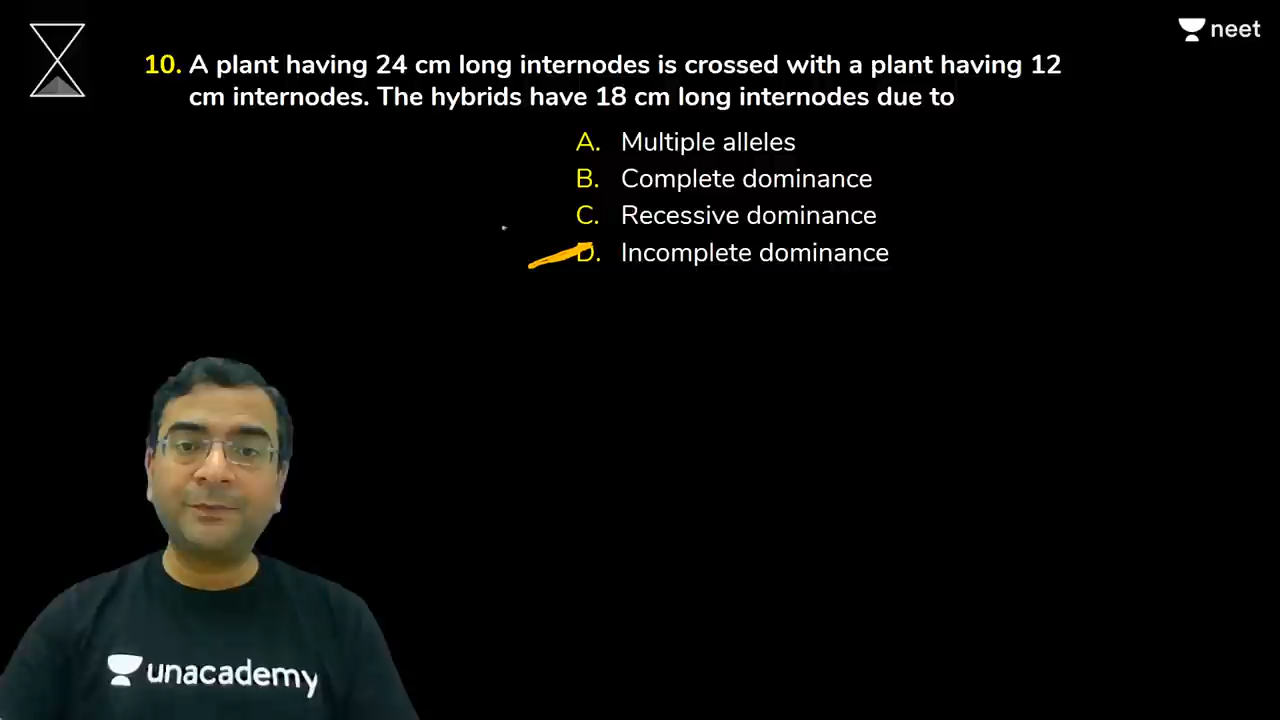 neet
10. A plant having 24 cm long internodes is crossed with a plant having 12
cm internodes. The hybrids have 18 cm long internodes due to
A. Multiple alleles
B. Complete dominance
C. Recessive dominance
D. Incomplete dominance
unacademy